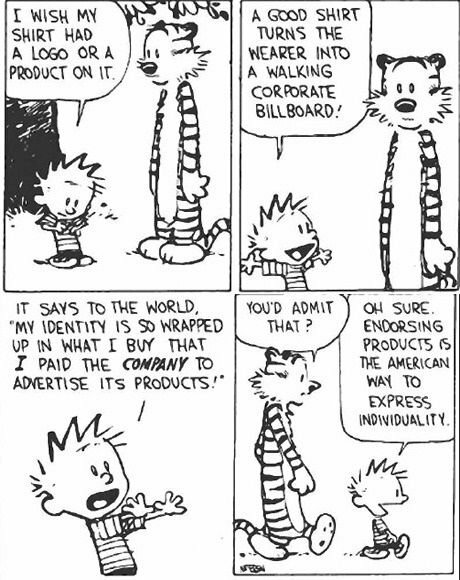 I WISH MY
SHIRT HAD
A LOGO OR A
PRODUCT ON IT.
A GOOD SHIRT
TURNS THE
WEARER INTO
A WALKING
CORPORATE
BILLBOARD!
IT SAYS TO THE WORLD,
"MY IDENTITY IS SO WRAPPED
UP IN WHAT I BUY THAT
I PAID THE COMPANY TO
ADVERTISE ITS PRODUCTS!"
YOU'D ADMIT
THAT?
OH SURE.
ENDORSING
PRODUCTS IS
THE AMERICAN
WAY TO
EXPRESS
INDIVIDUALITY.